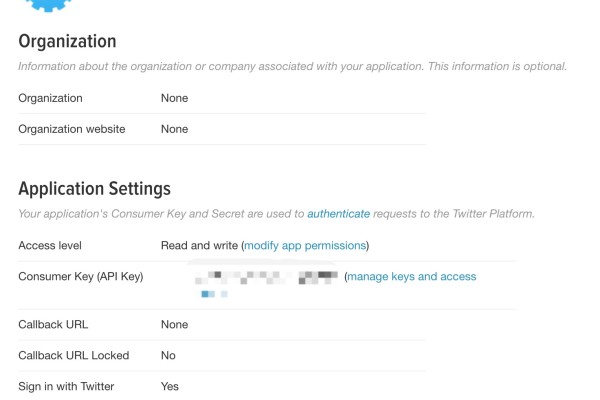 Organization
Information about the organization or company associated with your application. This information is optional.
Organization None
Organization website None
Application Settings
Your application's Consumer Key and Secret are used to authenticate requests to the Twitter Platform.
Access level Read and write (modify app permissions)
Consumer Key (API Key) (manage keys and access
Callback URL None
Callback URL Locked No
Sign in with Twitter Yes